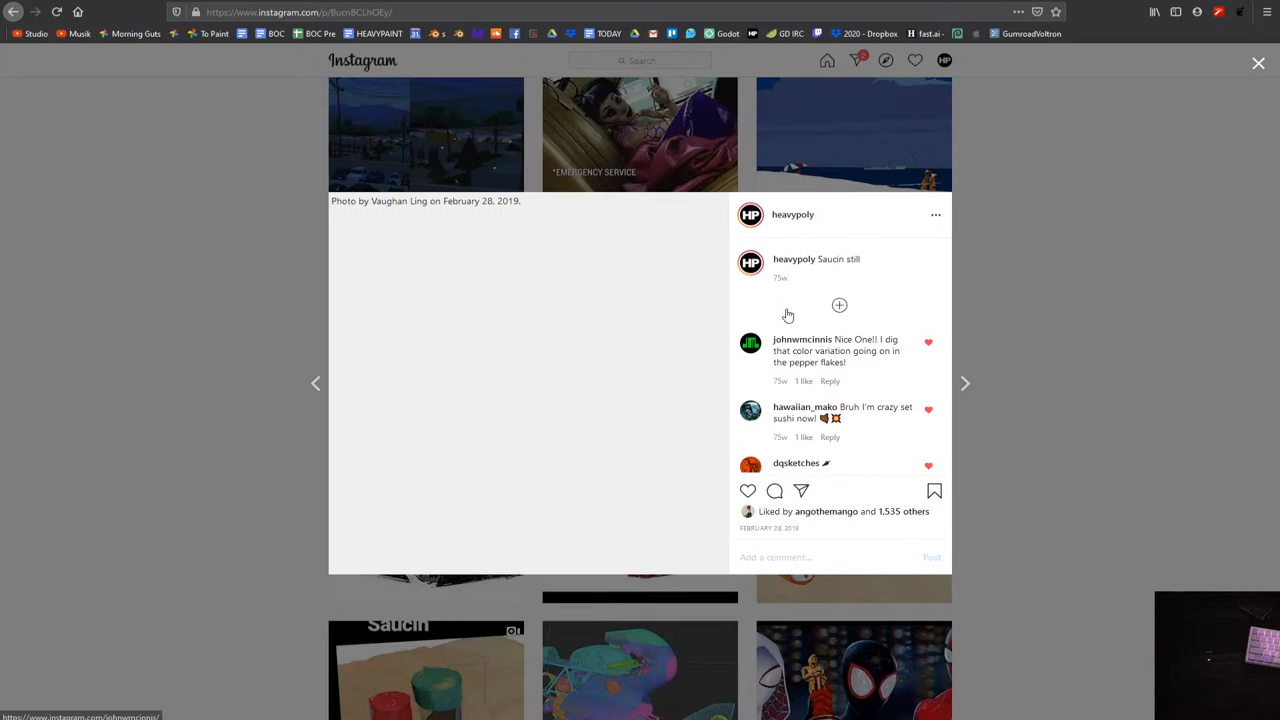 https://www.instagram.com/p/BucnBCLhOEy/
Studio
Musik
Morning Guts
To Paint
BOC
BOC Pre
HEAVYPAINT
S
TODAY
Godot
GD IRC
2020 - Dropbox
fast.ai -
GumroadVoltron
Instagram
Search
2
HP
*EMERGENCY SERVICE
Photo by Vaughan Ling on February 28, 2019.
HP heavypoly
HP heavypoly Saucin still
75w
johnwmcinnis Nice One!! I dig
that color variation going on in
the pepper flakes!
75w 1 like Reply
hawaiian_mako Bruh I'm crazy set
sushi now!
75w 1 like Reply
dqsketches
Liked by angothemango and 1,535 others
FEBRUARY 28, 2019
Add a comment... Post
Saucin
https://www.instagram.com/johnwmcinnis/